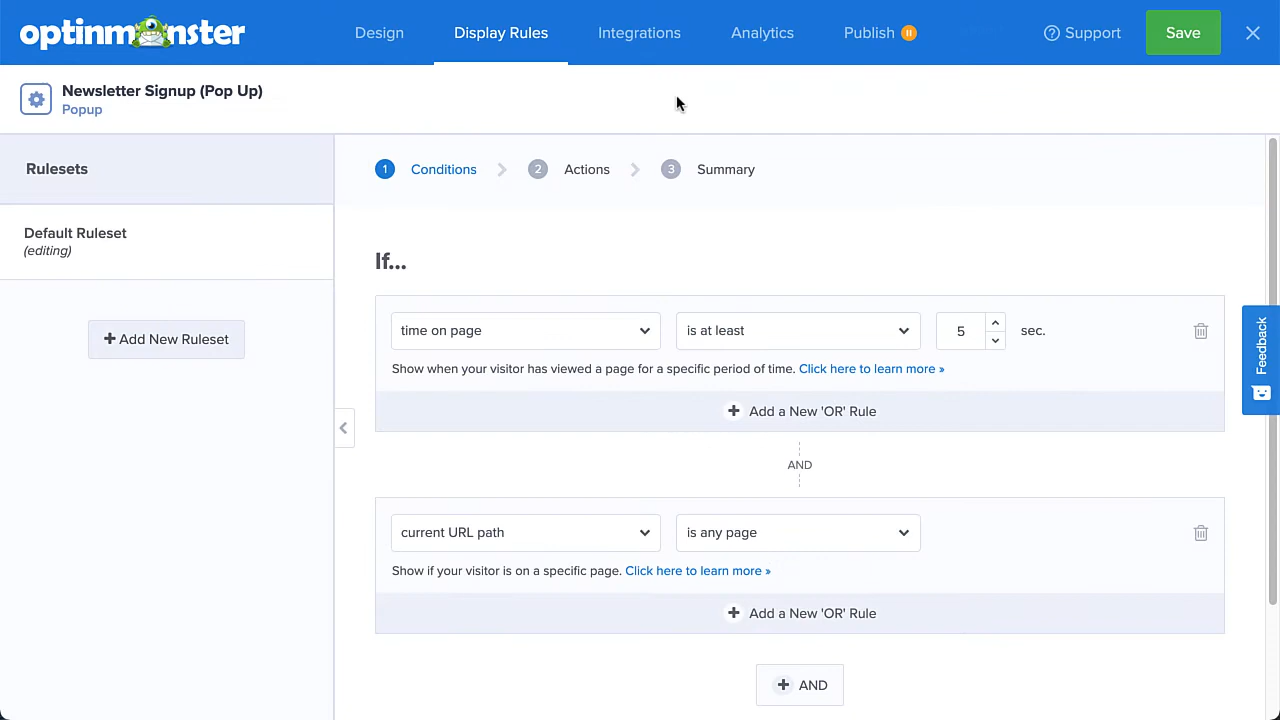 optinmonster
Design
Display Rules
Integrations
Analytics
Publish
Support
Save
Newsletter Signup (Pop Up)
Popup
Rulesets
1 Conditions
2 Actions
3 Summary
Default Ruleset
(editing)
Add New Ruleset
If...
time on page
is at least
5
sec.
Show when your visitor has viewed a page for a specific period of time. Click here to learn more »
Add a New 'OR' Rule
AND
current URL path
is any page
Show if your visitor is on a specific page. Click here to learn more »
Add a New 'OR' Rule
AND
Feedback